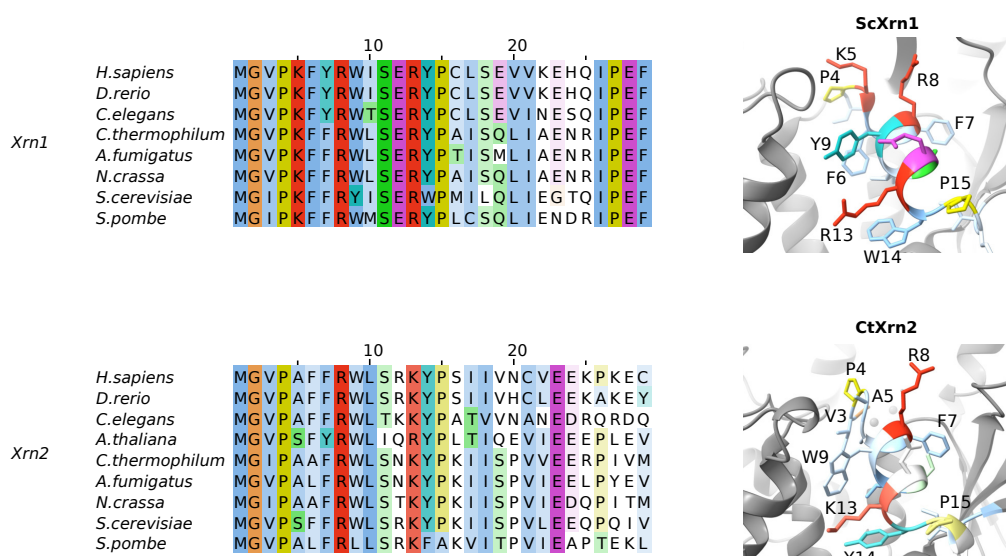 ScXrn1
10 20
H.sapiens MGVPKFYRWISERYPCLSEVVKEHQIPEF
D.rerio MGVPKFYRWISERYPCLSEVVKEHQIPEF
C.elegans MGVPKFYRWTSERYPCLSEVINESQIPEF
C.thermophilum MGVPKFFRWLSERYPAISQLIAENRIPEF
Xrn1
A.fumigatus MGVPKFFRWLSERYPTISMLIAENRIPEF
N.crassa MGVPKFFRWLSERYPAISQLIAENRIPEF
S.cerevisiae MGIPKFFRYISERWPMILQLIEGTQIPEF
S.pombe MGIPKFFRWMSERYPLCSQLIENDRIPEF
K5
R8
P4
F7
Y9
F6
P15
R13
W14
CtXrn2
10 20
H.sapiens MGVPAFFRWLSRKYPSIIVNCVEEKPKEC
D.rerio MGVPAFFRWLSRKYPSIIVHCLEEKAKEY
C.elegans MGVPAFFRWLTKKYPATVVNANEDRQRDQ
A.thaliana MGVPSFYRWLIQRYPLTIQEVIEEEPLEV
Xrn2
C.thermophilum MGIPAAFRWLSNKYPKIISPVVEERPIVM
A.fumigatus MGVPAAFRWLSNKYPKIISPVIEELPYEV
N.crassa MGIPAAFRWLSTKYPKIISPVIEDQPITM
S.cerevisiae MGVPSFFRWLSRKYPKIISPVLEEQPQIV
S.pombe MGVPALFRLLSRKFAKVITPVIEAPTEKL
R8
P4
A5
V3
F7
W9
K13
P15
Y14